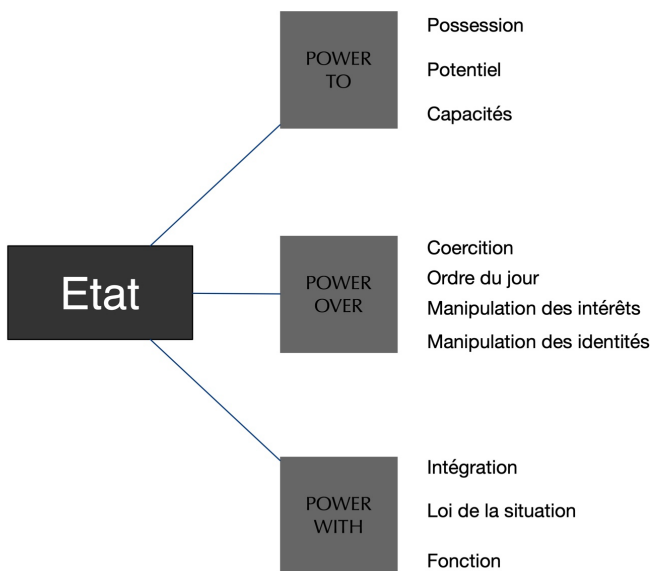 Etat
POWER
TO
Possession
Potentiel
Capacités
POWER
OVER
Coercition
Ordre du jour
Manipulation des intérêts
Manipulation des identités
POWER
WITH
Intégration
Loi de la situation
Fonction